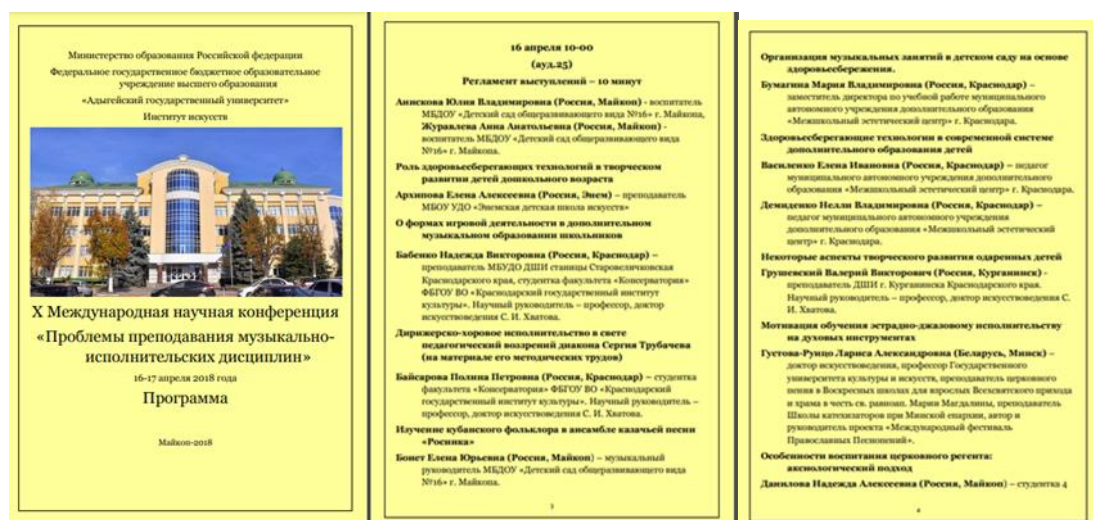 Министерство образования Российской федерации
Федеральное государственное бюджетное образовательное
учреждение высшего образования
«Адыгейский государственный университет»
Институт искусств
X Международная научная конференция
«Проблемы преподавания музыкально-
исполнительских дисциплин»
16-17 апреля 2018 года
Программа
Майкоп-2018
16 апреля 10-00
(ауд.25)
Регламент выступлений – 10 минут
Анискова Юлия Владимировна (Россия, Майкоп) - воспитатель
МБДОУ «Детский сад общеразвивающего вида №16» г. Майкопа,
Журавлева Анна Анатольевна (Россия, Майкоп) -
воспитатель МБДОУ «Детский сад общеразвивающего вида
№16» г. Майкопа.
Роль здоровьесберегающих технологий в творческом
развитии детей дошкольного возраста
Архипова Елена Алексеевна (Россия, Энем) – преподаватель
МБОУ УДО «Энемская детская школа искусств»
О формах игровой деятельности в дополнительном
музыкальном образовании школьников
Бабенко Надежда Викторовна (Россия, Краснодар) –
преподаватель МБУДО ДШИ станицы Старовеличковская
Краснодарского края, студентка факультета «Консерватория»
ФБГОУ ВО «Краснодарский государственный институт
культуры». Научный руководитель – профессор, доктор
искусствоведения С. И. Хватова.
Дирижерско-хоровое исполнительство в свете
педагогический воззрений диакона Сергия Трубачева
(на материале его методических трудов)
Байсарова Полина Петровна (Россия, Краснодар) – студентка
факультета «Консерватория» ФБГОУ ВО «Краснодарский
государственный институт культуры». Научный руководитель –
профессор, доктор искусствоведения С. И. Хватова.
Изучение кубанского фольклора в ансамбле казачьей песни
«Росника»
Бонет Елена Юрьевна (Россия, Майкоп) – музыкальный
руководитель МБДОУ «Детский сад общеразвивающего вида
№16» г. Майкопа.
3
Организация музыкальных занятий в детском саду на основе
здоровьесбережения.
Бумагина Мария Владимировна (Россия, Краснодар) –
заместитель директора по учебной работе муниципального
автономного учреждения дополнительного образования
«Межшкольный эстетический центр» г. Краснодара.
Здоровьесберегающие технологии в современной системе
дополнительного образования детей
Василенко Елена Ивановна (Россия, Краснодар) – педагог
муниципального автономного учреждения дополнительного
образования «Межшкольный эстетический центр» г. Краснодара.
Демиденко Нелли Владимировна (Россия, Краснодар) –
педагог муниципального автономного учреждения
дополнительного образования «Межшкольный эстетический
центр» г. Краснодара.
Некоторые аспекты творческого развития одаренных детей
Грушевский Валерий Викторович (Россия, Курганинск) -
преподаватель ДШИ г. Курганинска Краснодарского края.
Научный руководитель – профессор, доктор искусствоведения С.
И. Хватова.
Мотивация обучения эстрадно-джазовому исполнительству
на духовых инструментах
Густова-Рунцо Лариса Александровна (Беларусь, Минск) –
доктор искусствоведения, профессор Государственного
университета культуры и искусств, преподаватель церковного
пения в Воскресных школах для взрослых Всехсвятского прихода
и храма в честь св. равноап. Марии Магдалины, преподаватель
Школы катехизаторов при Минской епархии, автор и
руководитель проекта «Международный фестиваль
Православных Песнопений».
Особенности воспитания церковного регента:
аксиологический подход
Данилова Надежда Алексеевна (Россия, Майкоп) – студентка 4
4